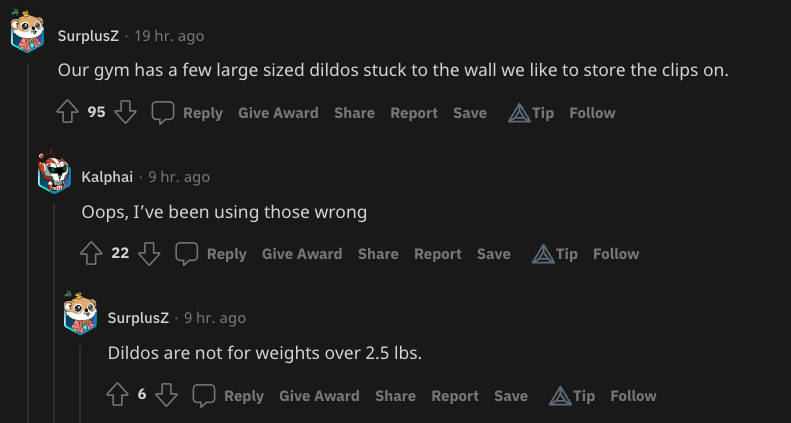 SurplusZ · 19 hr. ago
Our gym has a few large sized dildos stuck to the wall we like to store the clips on.
95 Reply Give Award Share Report Save Tip Follow
Kalphai · 9 hr. ago
Oops, I’ve been using those wrong
22 Reply Give Award Share Report Save Tip Follow
SurplusZ · 9 hr. ago
Dildos are not for weights over 2.5 lbs.
6 Reply Give Award Share Report Save Tip Follow